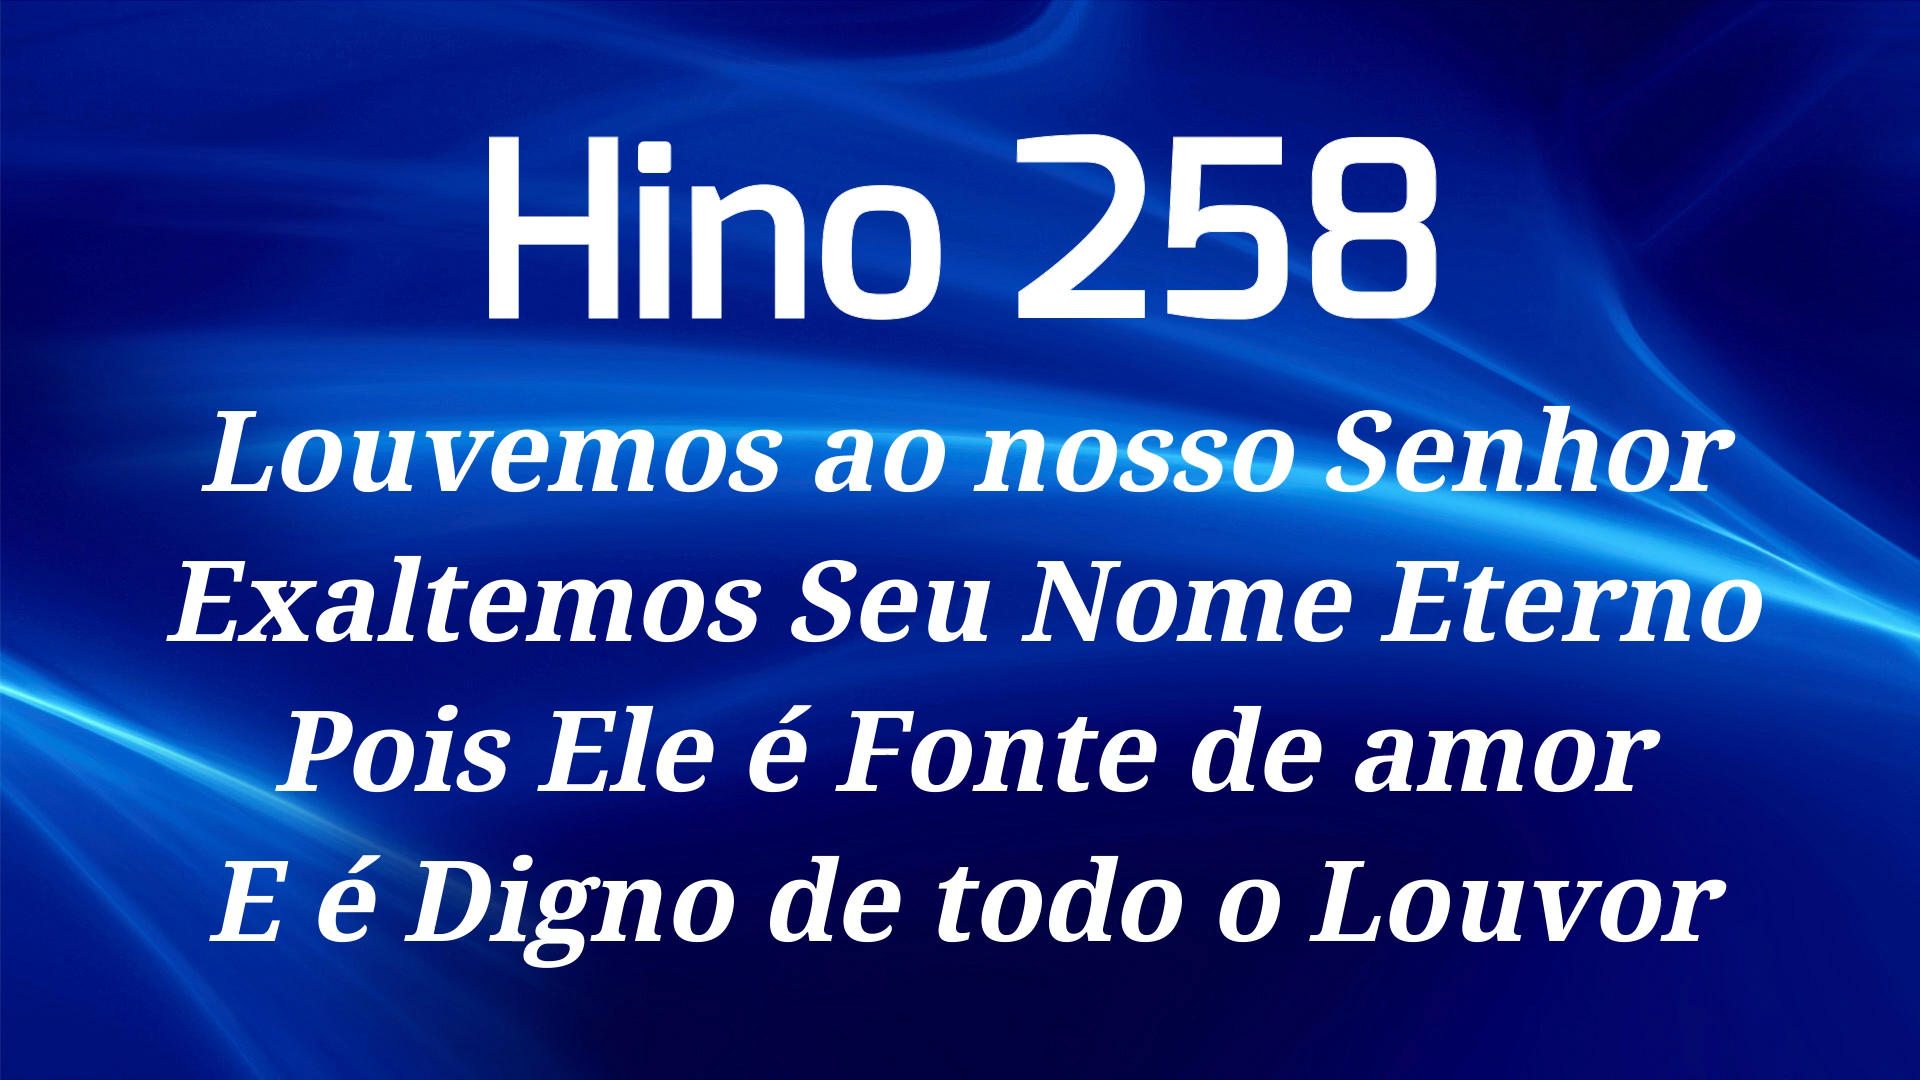 Hino 258
Louvemos ao nosso Senhor
Exaltemos Seu Nome Eterno
Pois Ele é Fonte de amor
E é Digno de todo o Louvor